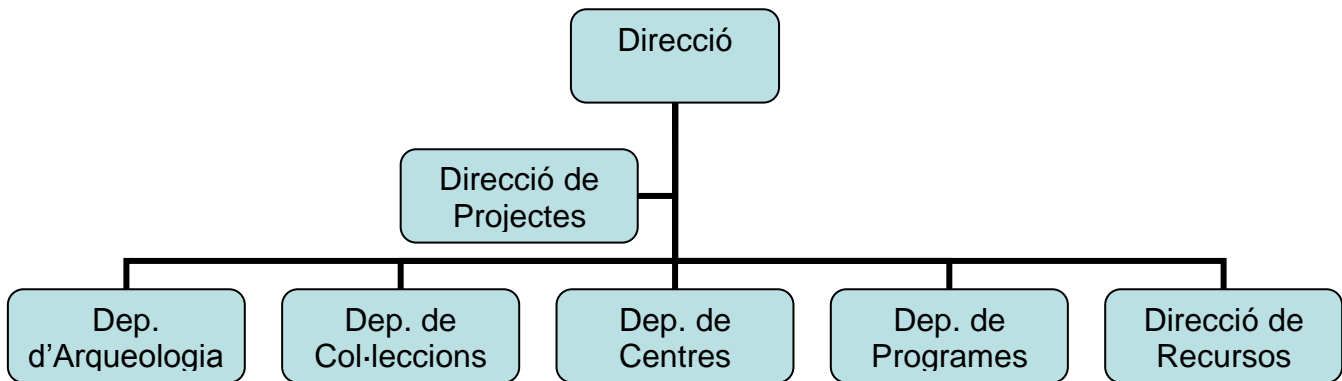 Direcció
Direcció de
Projectes
Dep.
d’Arqueologia
Dep. de
Col·leccions
Dep. de
Centres
Dep. de
Programes
Direcció de
Recursos